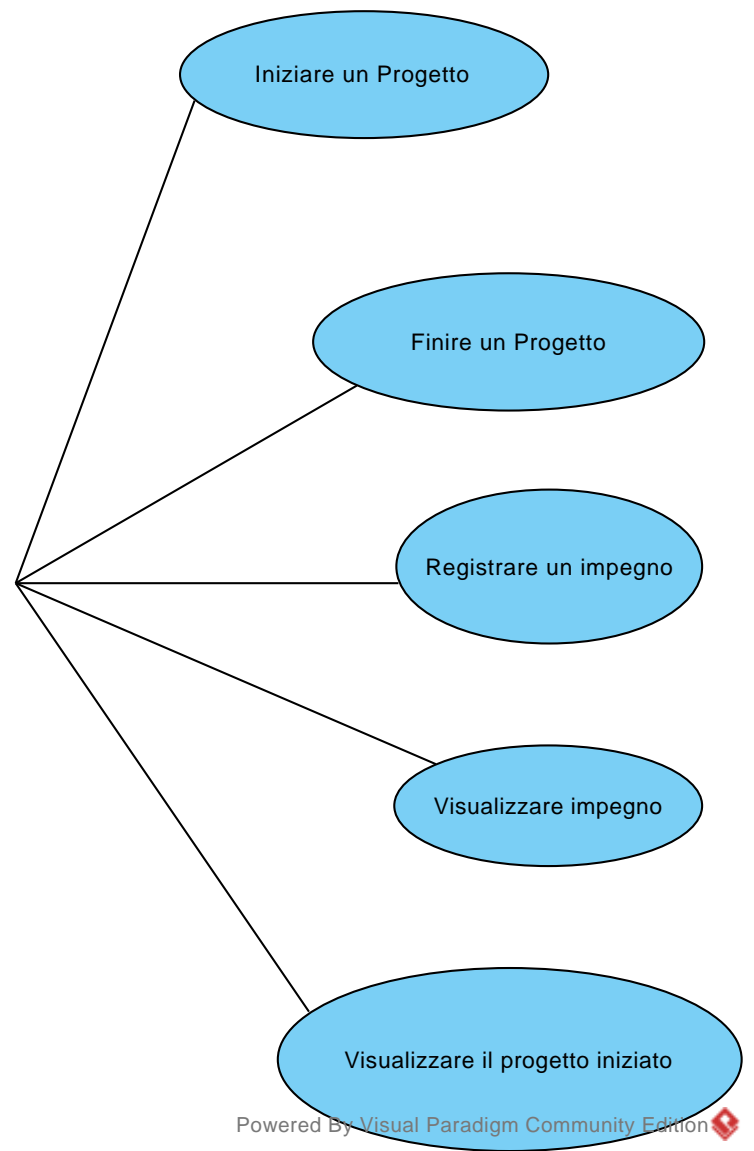 Iniziare un Progetto
Finire un Progetto
Registrare un impegno
Visualizzare impegno
Visualizzare il progetto iniziato
Powered By Visual Paradigm Community Edition